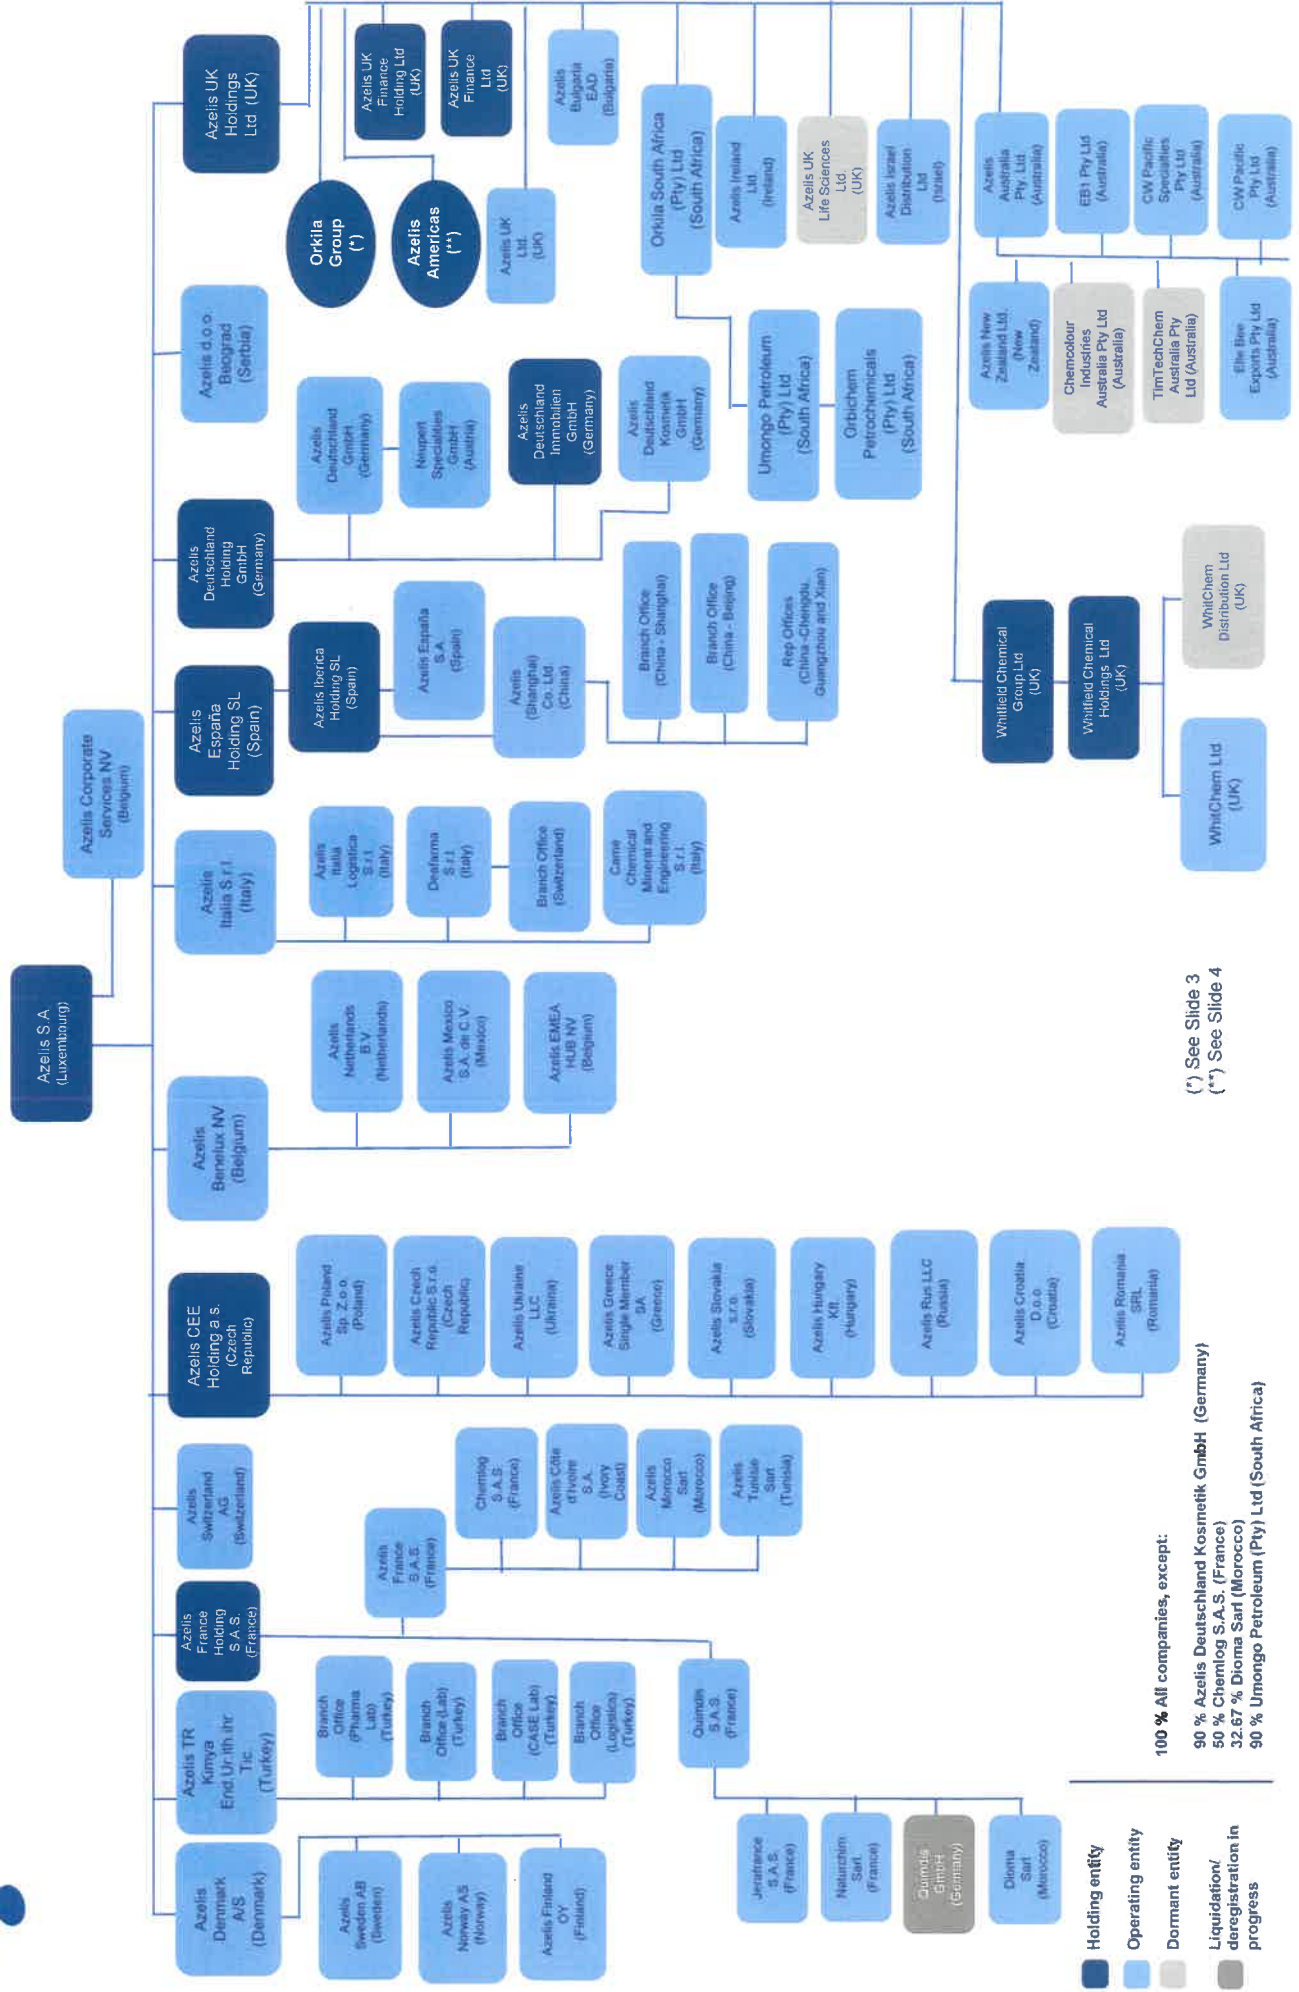 Azelis S.A.
(Luxembourg)
Azelis Corporate
Services NV
(Belgium)
Azelis
Denmark
A/S
(Denmark)
Azelis
Sweden AB
(Sweden)
Azelis
Norway AS
(Norway)
Azelis Finland
OY
(Finland)
Azelis TR
Kimya
End.Ur.ith.ihr
Tic.
(Turkey)
Branch
Office
(Pharma
Lab)
(Turkey)
Branch
Office (Lab)
(Turkey)
Branch
Office
(CASE Lab)
(Turkey)
Branch
Office
(Logistics)
(Turkey)
Azelis
France
Holding
S.A.S.
(France)
Azelis
France
S.A.S.
(France)
Chemlog
S.A.S.
(France)
Azelis Côte
d'Ivoire
S.A.
(Ivory
Coast)
Azelis
Morocco
Sarl
(Morocco)
Azelis
Tunisie
Sarl
(Tunisia)
Quimdis
S.A.S.
(France)
Jerafrance
S.A.S.
(France)
Naturchim
Sarl
(France)
Quimdis
GmbH
(Germany)
Dioma
Sarl
(Morocco)
Azelis
Switzerland
AG
(Switzerland)
Azelis CEE
Holding a.s.
(Czech
Republic)
Azelis Poland
Sp. Z.o.o.
(Poland)
Azelis Czech
Republic S.r.o.
(Czech
Republic)
Azelis Ukraine
LLC
(Ukraine)
Azelis Greece
Single Member
SA
(Greece)
Azelis Slovakia
s.r.o.
(Slovakia)
Azelis Hungary
Kft.
(Hungary)
Azelis Rus LLC
(Russia)
Azelis Croatia
D.o.o.
(Croatia)
Azelis Romania
SRL
(Romania)
Azelis
Benelux NV
(Belgium)
Azelis
Netherlands
B.V.
(Netherlands)
Azelis Mexico
S.A. de C.V.
(Mexico)
Azelis EMEA
HUB NV
(Belgium)
Azelis
Italia S.r.l.
(Italy)
Azelis
Italia
Logistica
S.r.l.
(Italy)
Deafarma
S.r.l.
(Italy)
Branch Office
(Switzerland)
Came
Chemical
Mineral and
Engineering
S.r.l.
(Italy)
Azelis
España
Holding SL
(Spain)
Azelis Iberica
Holding SL
(Spain)
Azelis España
S.A
(Spain)
Azelis
(Shanghai)
Co. Ltd.
(China)
Branch Office
(China - Shanghai)
Branch Office
(China - Beijing)
Rep Offices
(China -Chengdu,
Guangzhou and Xian)
Azelis
Deutschland
Holding
GmbH
(Germany)
Azelis
Deutschland
GmbH
(Germany)
Neupert
Specialties
GmbH
(Austria)
Azelis
Deutschland
Immobilien
GmbH
(Germany)
Azelis
Deutschland
Kosmetik
GmbH
(Germany)
Azelis d.o.o.
Beograd
(Serbia)
Azelis UK
Holdings
Ltd (UK)
Orkila
Group
(*)
Azelis
Americas
(**)
Azelis UK
Finance
Holding Ltd
(UK)
Azelis UK
Finance
Ltd
(UK)
Azelis UK
Ltd.
(UK)
Azelis
Bulgaria
EAD
(Bulgaria)
Orkila South Africa
(Pty) Ltd
(South Africa)
Umongo Petroleum
(Pty) Ltd
(South Africa)
Orbichem
Petrochemicals
(Pty) Ltd
(South Africa)
Azelis Ireland
Ltd.
(Ireland)
Azelis UK
Life Sciences
Ltd.
(UK)
Azelis Israel
Distribution
Ltd
(Israel)
Whitfield Chemical
Group Ltd
(UK)
Whitfield Chemical
Holdings Ltd
(UK)
WhitChem Ltd
(UK)
WhitChem
Distribution Ltd
(UK)
Azelis
Australia
Pty. Ltd.
(Australia)
EB1 Pty Ltd
(Australia)
CW Pacific
Specialties
Pty Ltd
(Australia)
CW Pacific
Pty Ltd
(Australia)
Azelis New
Zealand Ltd.
(New
Zealand)
Chemcolour
Industries
Australia Pty Ltd
(Australia)
TimTechChem
Australia Pty
Ltd (Australia)
Elle Bee
Exports Pty Ltd
(Australia)
(*) See Slide 3
(**) See Slide 4
Holding entity
Operating entity
Dormant entity
Liquidation/
deregistration in
progress
100 % All companies, except:
90 % Azelis Deutschland Kosmetik GmbH (Germany)
50 % Chemlog S.A.S. (France)
32.67 % Dioma Sarl (Morocco)
90 % Umongo Petroleum (Pty) Ltd (South Africa)